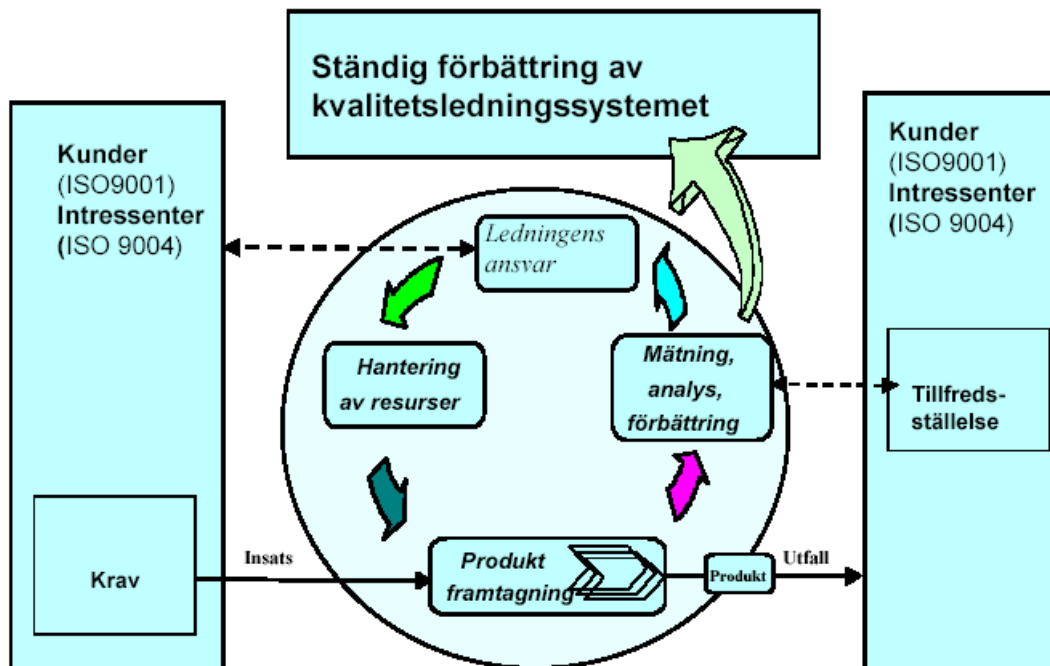 Ständig förbättring av
kvalitetsledningssystemet
Kunder
(ISO9001)
Intressenter
(ISO 9004)
Kunder
(ISO9001)
Intressenter
(ISO 9004)
Ledningens
ansvar
Hantering
av resurser
Mätning,
analys,
förbättring
Tillfreds-
ställelse
Krav
Insats
Produkt
framtagning
Produkt
Utfall